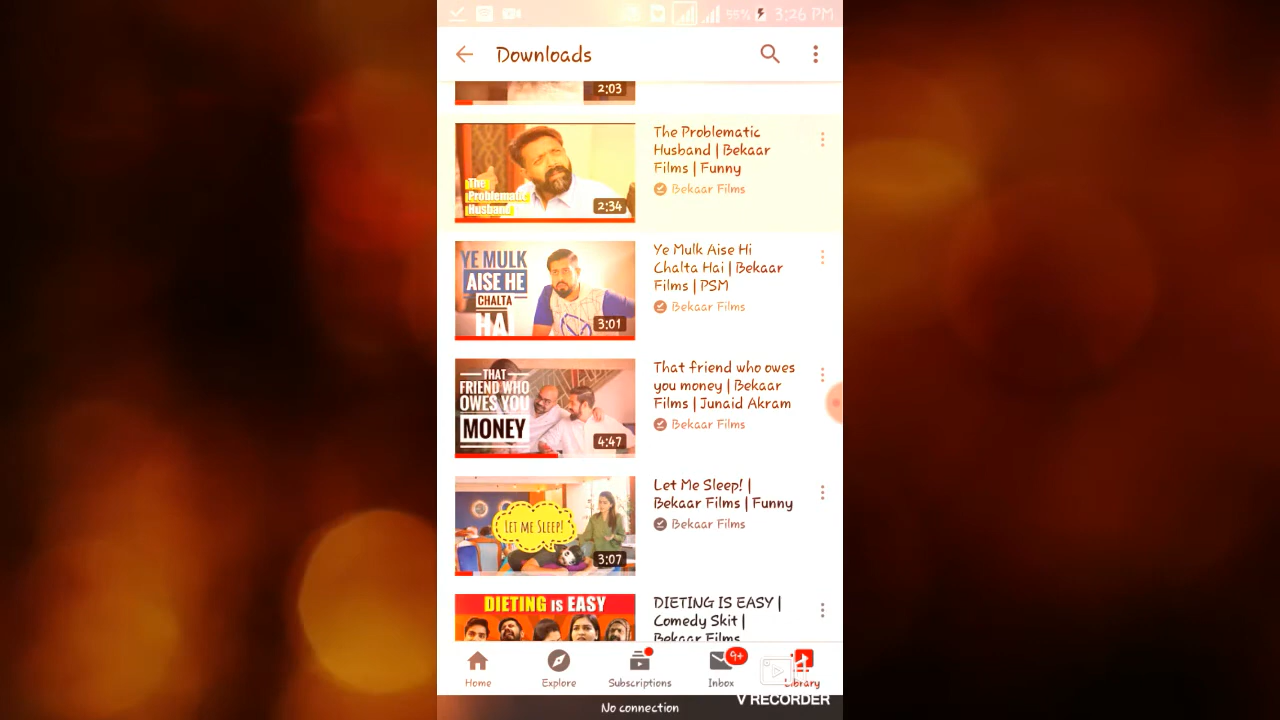 55% 3:26 PM
Downloads
2:03
The Problematic Husband
2:34
The Problematic
Husband | Bekaar
Films | Funny
Bekaar Films
YE MULK
AISE HE
CHALTA
HAI
3:01
Ye Mulk Aise Hi
Chalta Hai | Bekaar
Films | PSM
Bekaar Films
THAT
FRIEND WHO
OWES YOU
MONEY
4:47
That friend who owes
you money | Bekaar
Films | Junaid Akram
Bekaar Films
LET ME SLEEP!
3:07
Let Me Sleep! |
Bekaar Films | Funny
Bekaar Films
DIETING IS EASY
DIETING IS EASY |
Comedy Skit |
Bekaar Films
Home Explore Subscriptions Inbox 9+ Library
No connection
V RECORDER